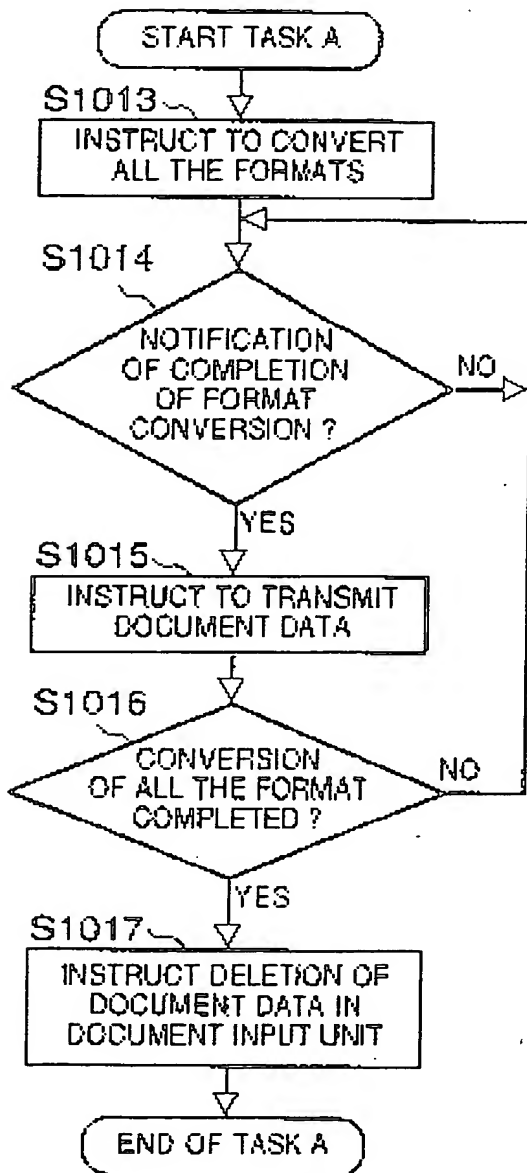 START TASK A
S1013
INSTRUCT TO CONVERT
ALL THE FORMATS
S1014
NOTIFICATION
OF COMPLETION
OF FORMAT
CONVERSION ?
NO
YES
S1015
INSTRUCT TO TRANSMIT
DOCUMENT DATA
S1016
CONVERSION
OF ALL THE FORMAT
COMPLETED ?
NO
YES
S1017
INSTRUCT DELETION OF
DOCUMENT DATA IN
DOCUMENT INPUT UNIT
END OF TASK A